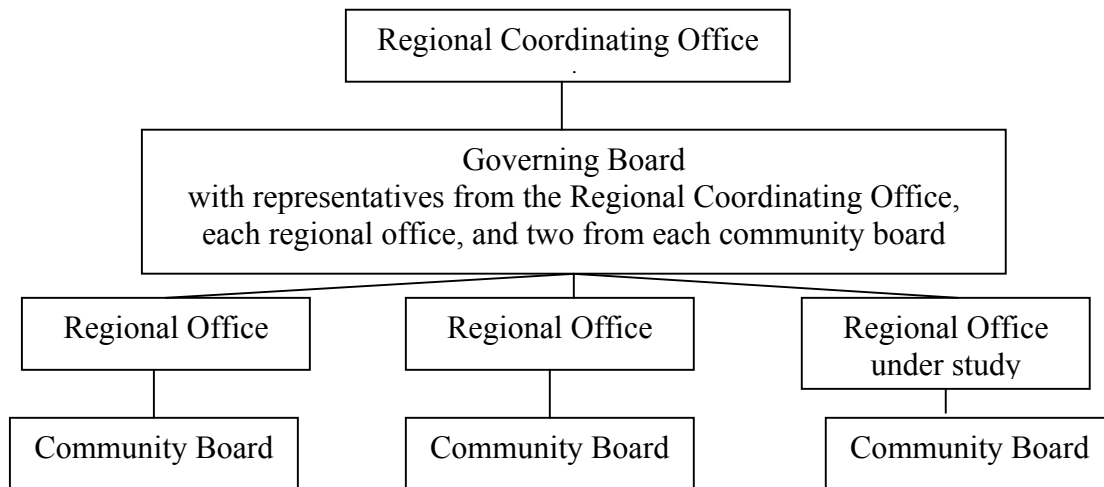 Regional Coordinating Office
.
Governing Board
with representatives from the Regional Coordinating Office,
each regional office, and two from each community board
Regional Office
Regional Office
Regional Office
under study
Community Board
Community Board
Community Board